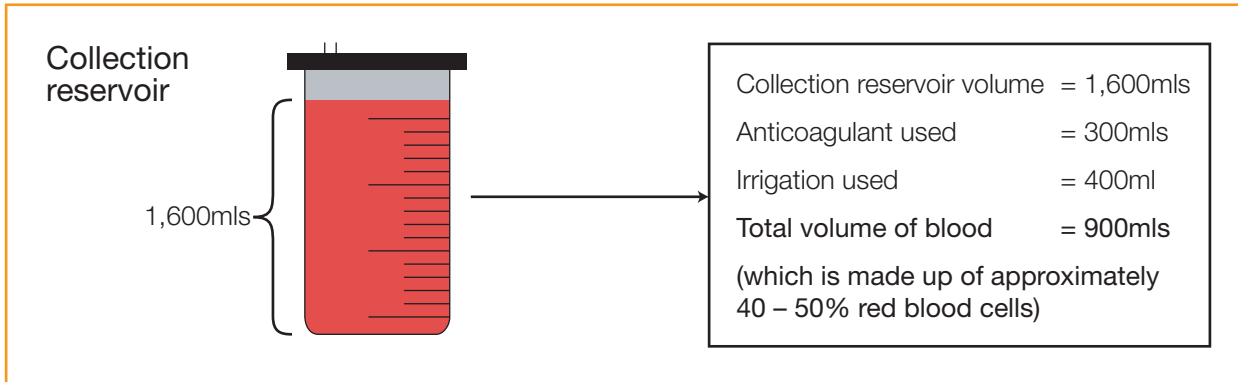 Collection
reservoir
1,600mls
Collection reservoir volume = 1,600mls
Anticoagulant used = 300mls
Irrigation used = 400ml
Total volume of blood = 900mls
(which is made up of approximately
40 – 50% red blood cells)